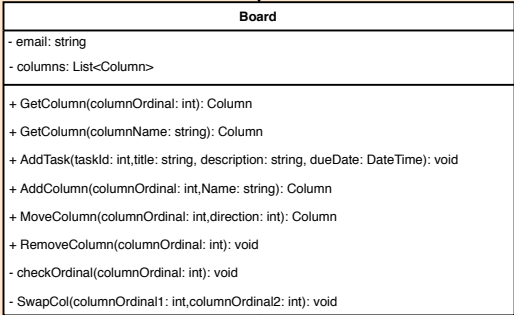 Board
- email: string
- columns: List<Column>
+ GetColumn(columnOrdinal: int): Column
+ GetColumn(columnName: string): Column
+ AddTask(taskId: int,title: string, description: string, dueDate: DateTime): void
+ AddColumn(columnOrdinal: int,Name: string): Column
+ MoveColumn(columnOrdinal: int,direction: int): Column
+ RemoveColumn(columnOrdinal: int): void
- checkOrdinal(columnOrdinal: int): void
- SwapCol(columnOrdinal1: int,columnOrdinal2: int): void